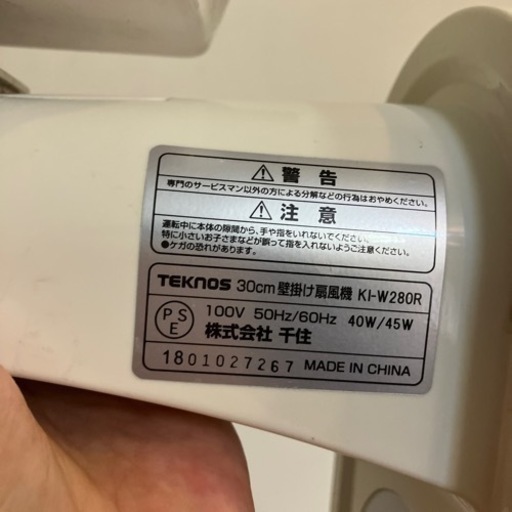 ⚠ 警告
専門のサービスマン以外の方による分解などの行為はおやめください。
⚠ 注意
運転中に本体の隙間から、手や指をいれないでください。
特に小さいお子さまなどが誤って指を入れないようご注意ください。
●ケガの恐れがあります。
TEKNOS 30cm 壁掛け扇風機 KI-W280R
PSE 100V 50Hz/60Hz 40W/45W
株式会社 千住
1801027267 MADE IN CHINA